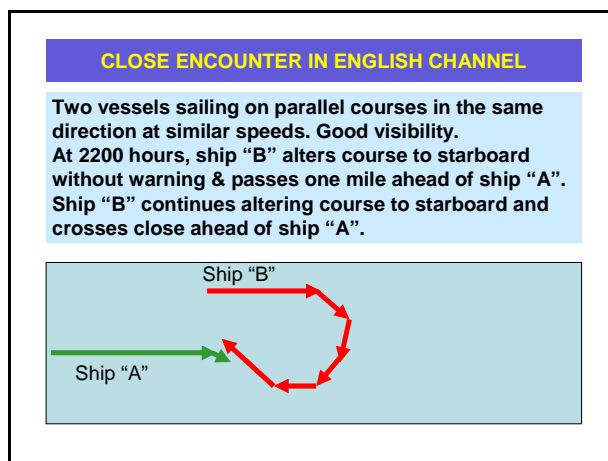 CLOSE ENCOUNTER IN ENGLISH CHANNEL
Two vessels sailing on parallel courses in the same
direction at similar speeds. Good visibility.
At 2200 hours, ship “B” alters course to starboard
without warning & passes one mile ahead of ship “A”.
Ship “B” continues altering course to starboard and
crosses close ahead of ship “A”.
Ship “B”
Ship “A”